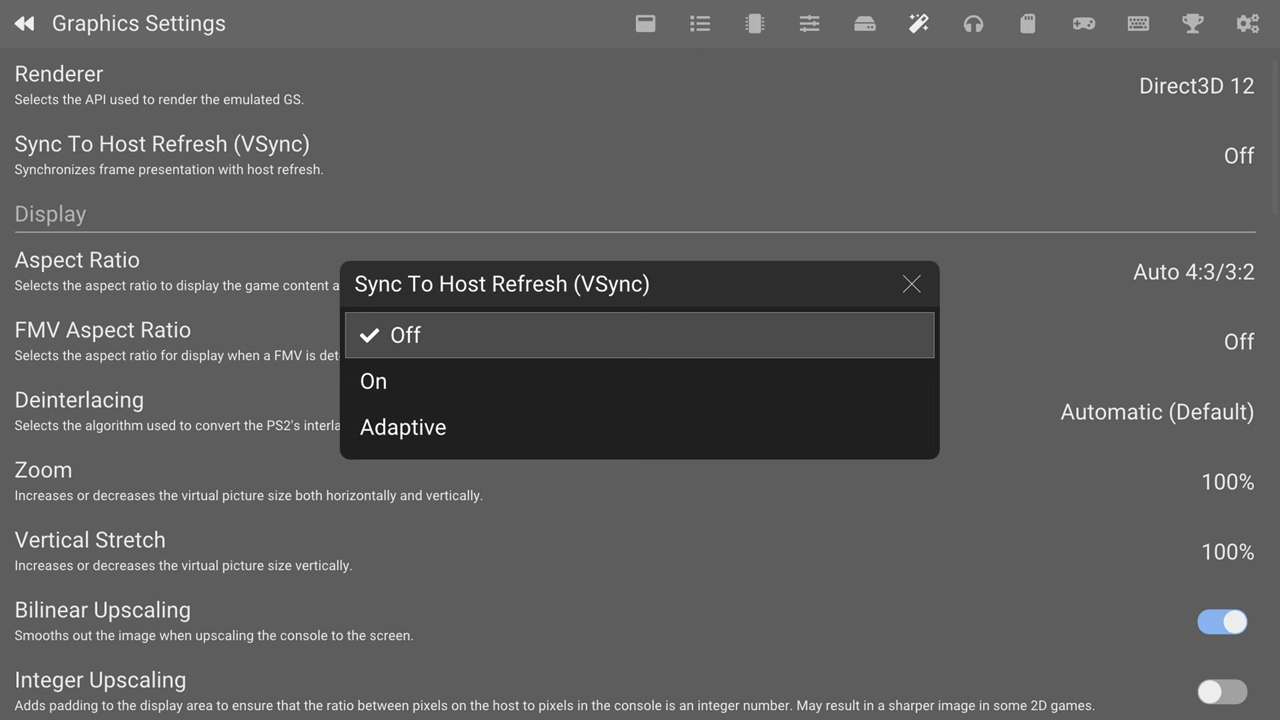 Graphics Settings
Renderer
Selects the API used to render the emulated GS.
Direct3D 12
Sync To Host Refresh (VSync)
Synchronizes frame presentation with host refresh.
Off
Display
Aspect Ratio
Selects the aspect ratio to display the game content a
Auto 4:3/3:2
FMV Aspect Ratio
Selects the aspect ratio for display when a FMV is det
Off
Deinterlacing
Selects the algorithm used to convert the PS2's interla
Automatic (Default)
Sync To Host Refresh (VSync)
Off
On
Adaptive
Zoom
Increases or decreases the virtual picture size both horizontally and vertically.
100%
Vertical Stretch
Increases or decreases the virtual picture size vertically.
100%
Bilinear Upscaling
Smooths out the image when upscaling the console to the screen.
Integer Upscaling
Adds padding to the display area to ensure that the ratio between pixels on the host to pixels in the console is an integer number. May result in a sharper image in some 2D games.